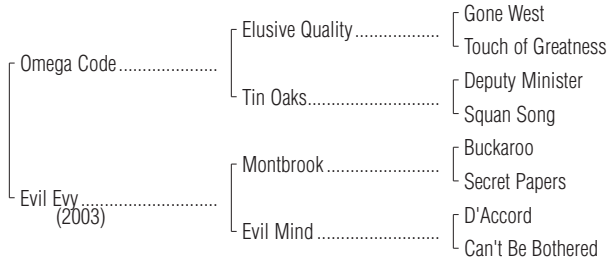 Gone West
Elusive Quality..................
Touch of Greatness
Omega Code.....................
Deputy Minister
Tin Oaks............................
Squan Song
Buckaroo
Montbrook ........................
Secret Papers
Evil Evy.............................
(2003)
D'Accord
Evil Mind ..........................
Can't Be Bothered